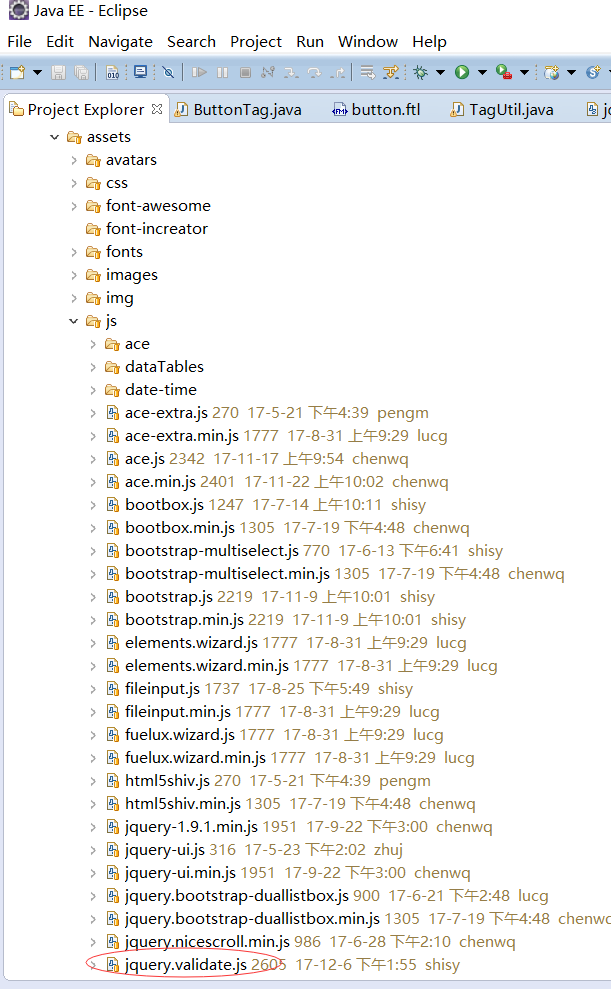 Java EE - Eclipse
File Edit Navigate Search Project Run Window Help
Project Explorer ButtonTag.java button.ftl TagUtil.java
assets
avatars
css
font-awesome
font-increator
fonts
images
img
js
ace
dataTables
date-time
ace-extra.js 270 17-5-21 下午4:39 pengm
ace-extra.min.js 1777 17-8-31 上午9:29 lucg
ace.js 2342 17-11-17 上午9:54 chenwq
ace.min.js 2401 17-11-22 上午10:02 chenwq
bootbox.js 1247 17-7-14 上午10:11 shisy
bootbox.min.js 1305 17-7-19 下午4:48 chenwq
bootstrap-multiselect.js 770 17-6-13 下午6:41 shisy
bootstrap-multiselect.min.js 1305 17-7-19 下午4:48 chenwq
bootstrap.js 2219 17-11-9 上午10:01 shisy
bootstrap.min.js 2219 17-11-9 上午10:01 shisy
elements.wizard.js 1777 17-8-31 上午9:29 lucg
elements.wizard.min.js 1777 17-8-31 上午9:29 lucg
fileinput.js 1737 17-8-25 下午5:49 shisy
fileinput.min.js 1777 17-8-31 上午9:29 lucg
fuelux.wizard.js 1777 17-8-31 上午9:29 lucg
fuelux.wizard.min.js 1777 17-8-31 上午9:29 lucg
html5shiv.js 270 17-5-21 下午4:39 pengm
html5shiv.min.js 1305 17-7-19 下午4:48 chenwq
jquery-1.9.1.min.js 1951 17-9-22 下午3:00 chenwq
jquery-ui.js 316 17-5-23 下午2:02 zhuj
jquery-ui.min.js 1951 17-9-22 下午3:00 chenwq
jquery.bootstrap-duallistbox.js 900 17-6-21 下午2:48 lucg
jquery.bootstrap-duallistbox.min.js 1305 17-7-19 下午4:48 chenwq
jquery.nicescroll.min.js 986 17-6-28 下午2:10 chenwq
jquery.validate.js 2605 17-12-6 下午1:55 shisy